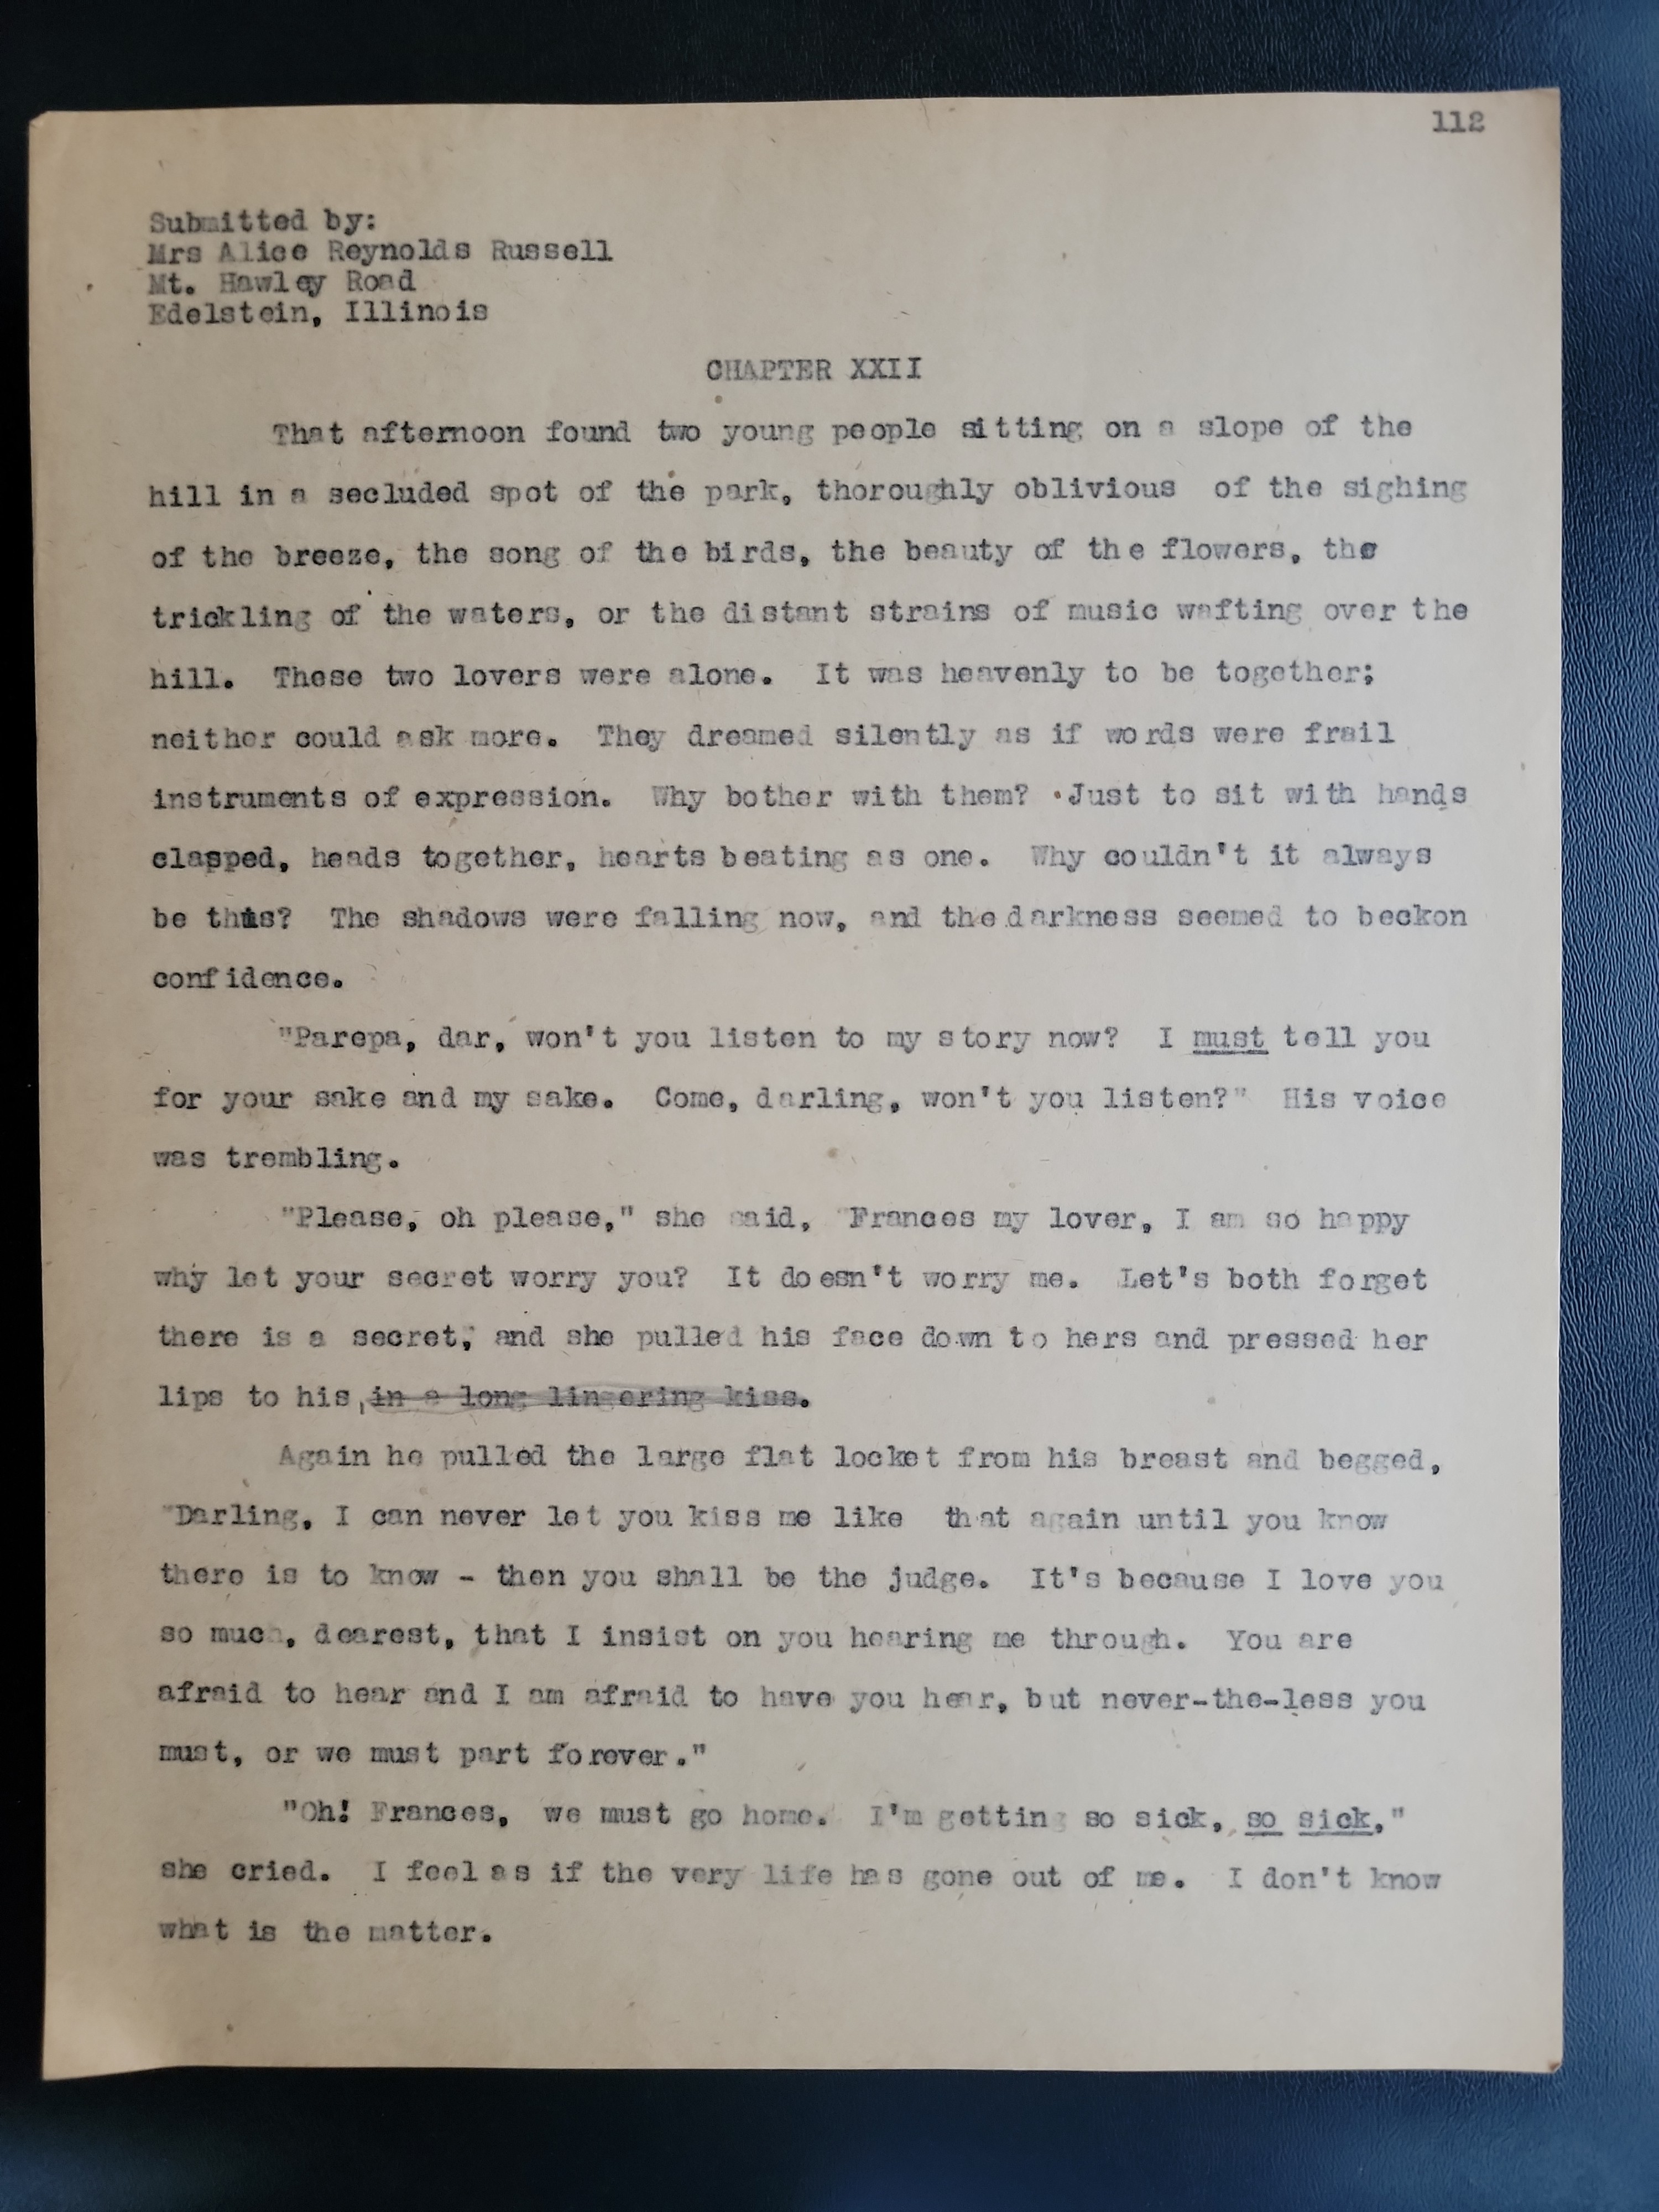 112
Submitted by:
Mrs Alice Reynolds Russell
Mt. Hawley Road
Edelstein, Illinois
CHAPTER XXII
That afternoon found two young people sitting on a slope of the
hill in a secluded spot of the park, thoroughly oblivious of the sighing
of the breeze, the song of the birds, the beauty of the flowers, the
trickling of the waters, or the distant strains of music wafting over the
hill. These two lovers were alone. It was heavenly to be together;
neither could ask more. They dreamed silently as if words were frail
instruments of expression. Why bother with them? Just to sit with hands
clasped, heads together, hearts beating as one. Why couldn't it always
be this? The shadows were falling now, and the darkness seemed to beckon
confidence.
"Parepa, dar, won't you listen to my story now? I must tell you
for your sake and my sake. Come, darling, won't you listen?" His voice
was trembling.
"Please, oh please," she said, "Frances my lover, I am so happy
why let your secret worry you? It doesn't worry me. Let's both forget
there is a secret," and she pulled his face down to hers and pressed her
lips to his, in a long lingering kiss.
Again he pulled the large flat locket from his breast and begged,
"Darling, I can never let you kiss me like that again until you know
there is to know - then you shall be the judge. It's because I love you
so much, dearest, that I insist on you hearing me through. You are
afraid to hear and I am afraid to have you hear, but never-the-less you
must, or we must part forever."
"Oh! Frances, we must go home. I'm getting so sick, so sick,"
she cried. I feel as if the very life has gone out of me. I don't know
what is the matter.